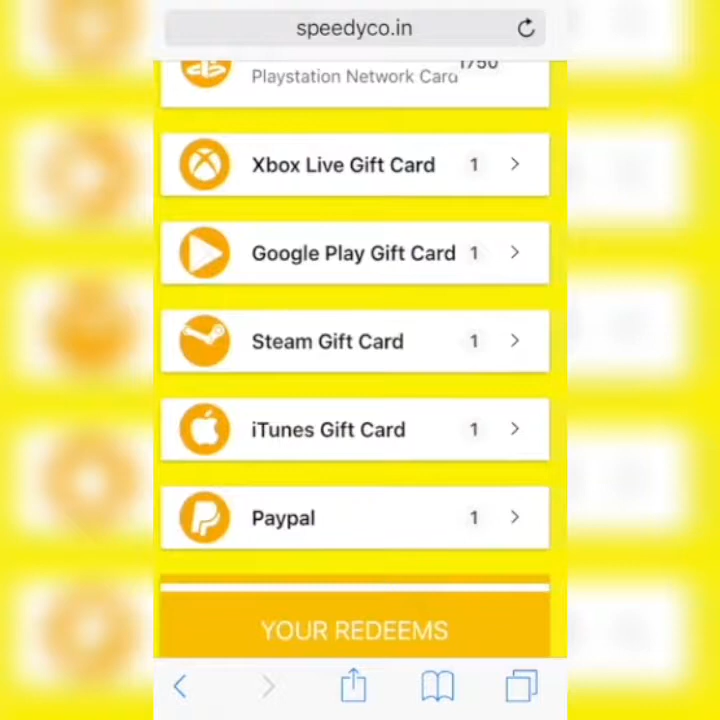 speedyco.in
1750
Playstation Network Card
Xbox Live Gift Card 1
Google Play Gift Card 1
Steam Gift Card 1
iTunes Gift Card 1
Paypal 1
YOUR REDEEMS